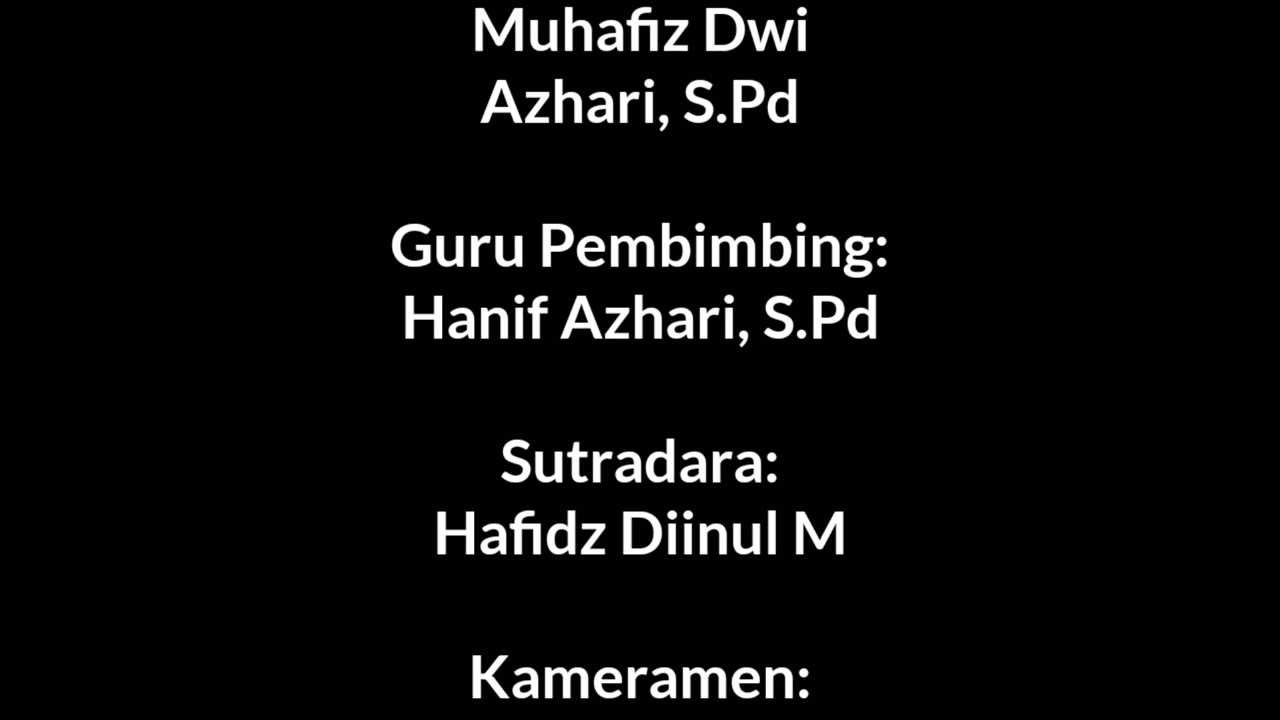 Muhafiz Dwi
Azhari, S.Pd
Guru Pembimbing:
Hanif Azhari, S.Pd
Sutradara:
Hafidz Diinul M
Kameramen: